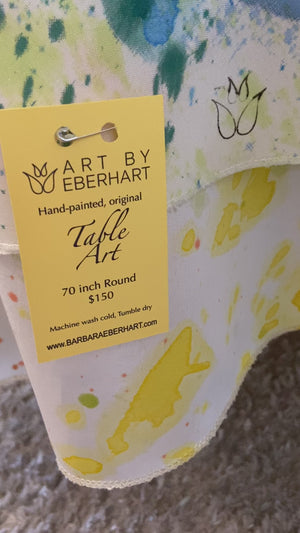 ART BY
EBERHART
Hand-painted, original
Table
Art
70 inch Round
$150
Machine wash cold, Tumble dry
www.BARBARAEBERHART.com